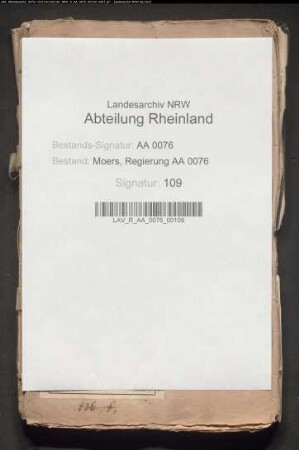 Landesarchiv NRW
Abteilung Rheinland
Bestands-Signatur: AA 0076
Bestand: Moers, Regierung AA 0076
Signatur: 109
LAV_R_AA_0076_00109